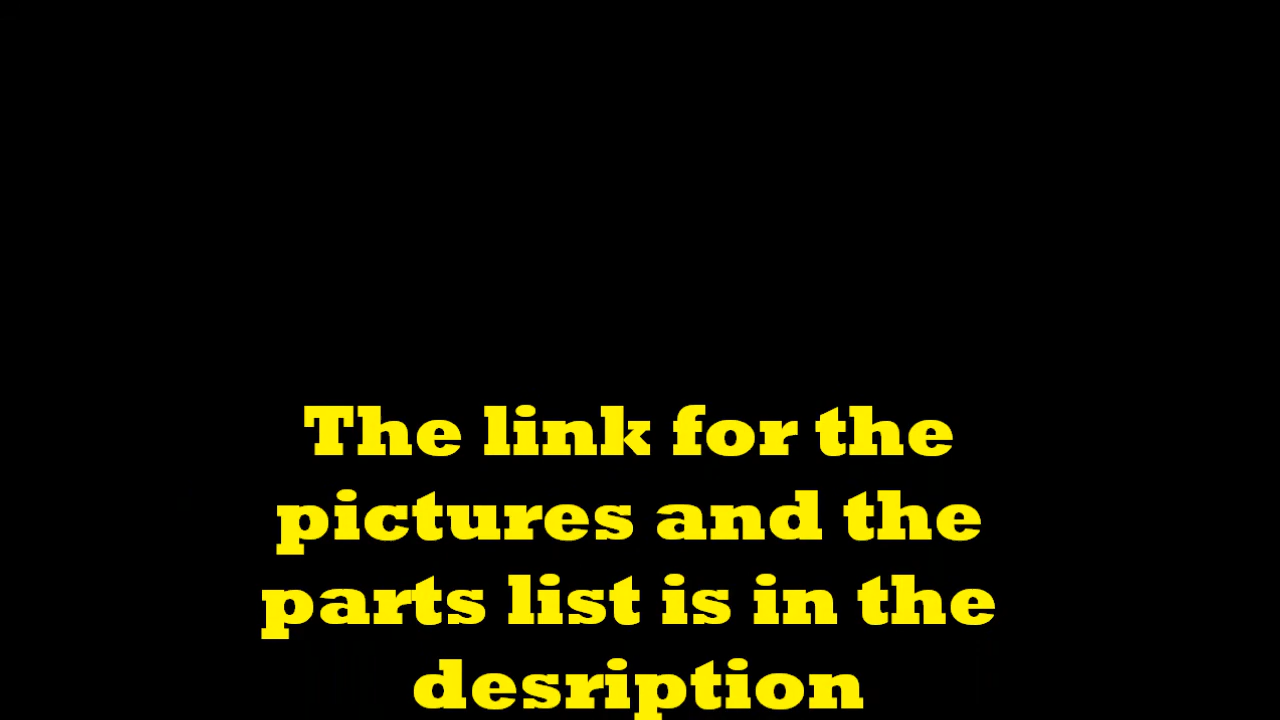 The link for the
pictures and the
parts list is in the
desription